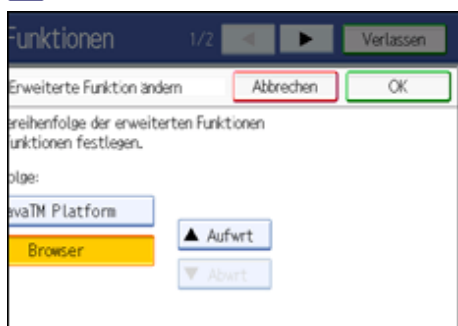 Funktionen 1/2 ◀ ▶ Verlassen
Erweiterte Funktion ändern Abbrechen OK
ereihenfolge der erweiterten Funktionen
unktionen festlegen.
olge:
avaTM Platform
▲ Aufwrt
Browser
▼ Abwrt